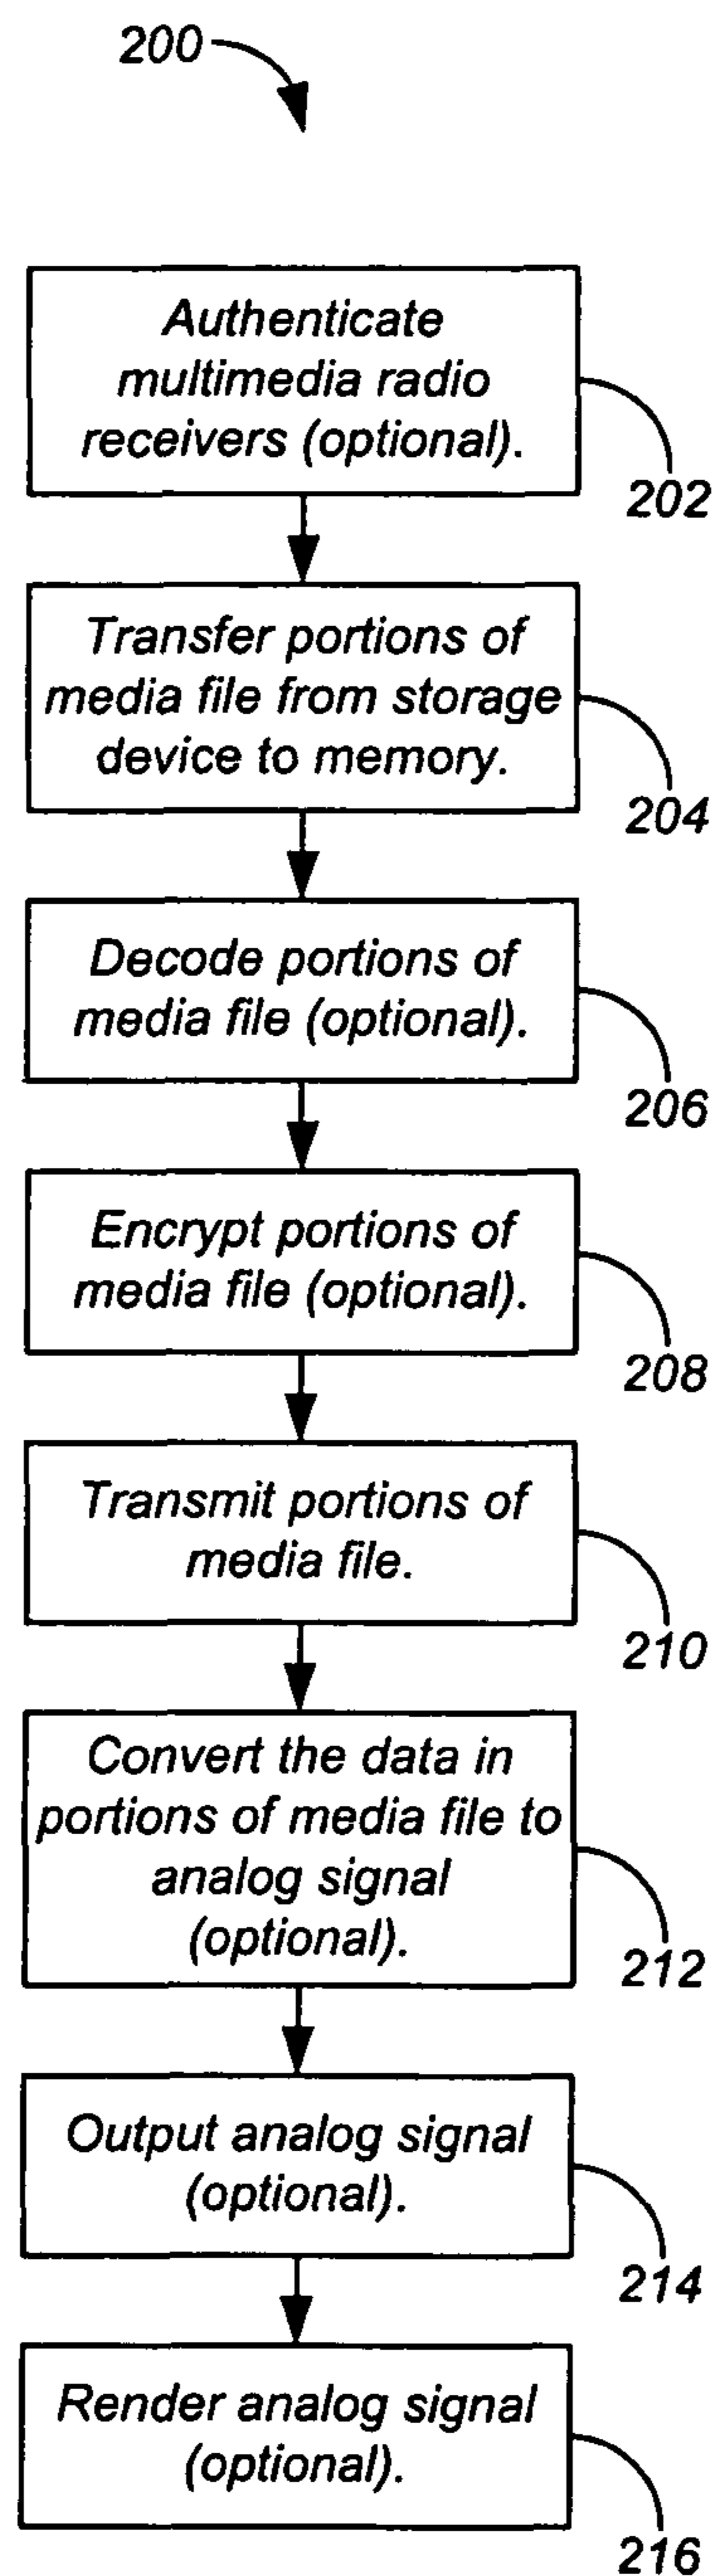 200
Authenticate
multimedia radio
receivers (optional).
202
Transfer portions of
media file from storage
device to memory.
204
Decode portions of
media file (optional).
206
Encrypt portions of
media file (optional).
208
Transmit portions of
media file.
210
Convert the data in
portions of media file to
analog signal
(optional).
212
Output analog signal
(optional).
214
Render analog signal
(optional).
216